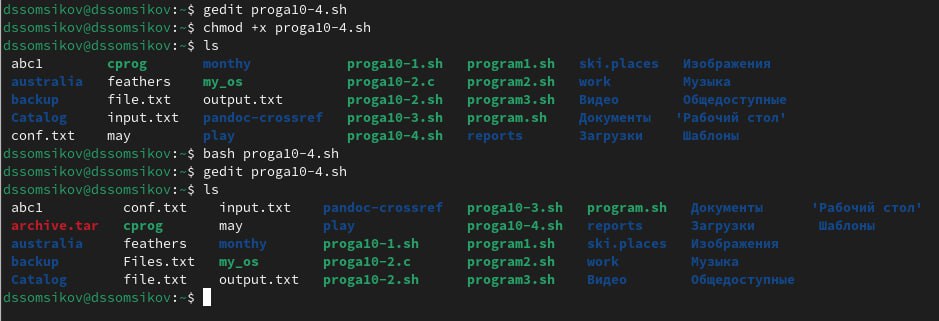 dssomsikov@dssomsikov:~$ gedit proga10-4.sh
dssomsikov@dssomsikov:~$ chmod +x proga10-4.sh
dssomsikov@dssomsikov:~$ ls
abc1 cprog monthy proga10-1.sh program1.sh ski.places Изображения
australia feathers my_os proga10-2.c program2.sh work Музыка
backup file.txt output.txt proga10-2.sh program3.sh Видео Общедоступные
Catalog input.txt pandoc-crossref proga10-3.sh program.sh Документы 'Рабочий стол'
conf.txt may play proga10-4.sh reports Загрузки Шаблоны
dssomsikov@dssomsikov:~$ bash proga10-4.sh
dssomsikov@dssomsikov:~$ gedit proga10-4.sh
dssomsikov@dssomsikov:~$ ls
abc1 conf.txt input.txt pandoc-crossref proga10-3.sh program.sh Документы 'Рабочий стол'
archive.tar cprog may play proga10-4.sh reports Загрузки Шаблоны
australia feathers monthy proga10-1.sh program1.sh ski.places Изображения
backup Files.txt my_os proga10-2.c program2.sh work Музыка
Catalog file.txt output.txt proga10-2.sh program3.sh Видео Общедоступные
dssomsikov@dssomsikov:~$